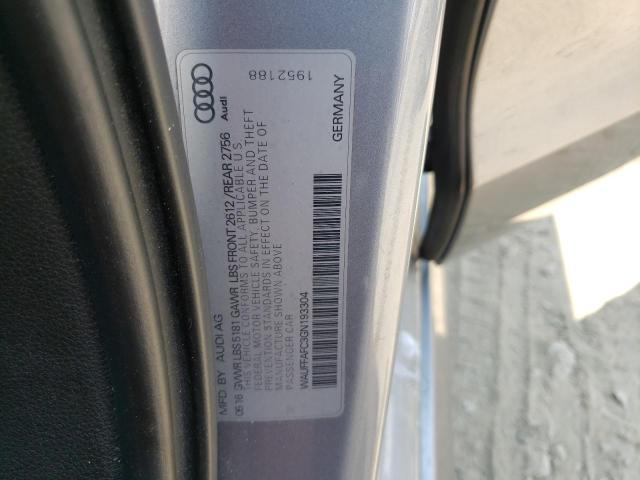 MFD BY AUDI AG
05 16 GVWR LBS 5181 GAWR LBS FRONT 2612 / REAR 2756
THIS VEHICLE CONFORMS TO ALL APPLICABLE U S
FEDERAL MOTOR VEHICLE SAFETY, BUMPER AND THEFT
PREVENTION STANDARDS IN EFFECT ON THE DATE OF
MANUFACTURE SHOWN ABOVE
PASSENGER CAR
WAUFFAFC3GN193304
Audi
1952188
GERMANY